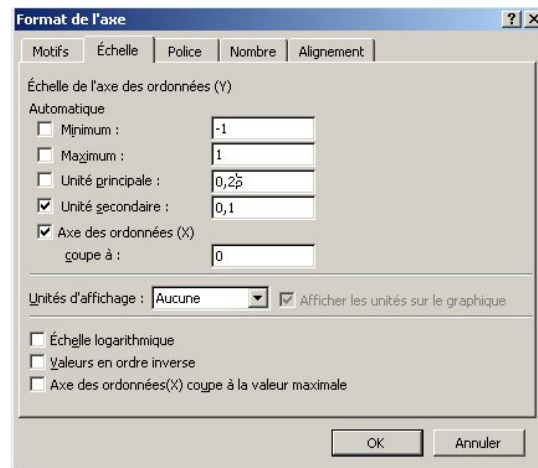 Format de l'axe
Motifs Échelle Police Nombre Alignement
Échelle de l'axe des ordonnées (Y)
Automatique
Minimum : -1
Maximum : 1
Unité principale : 0,25
Unité secondaire : 0,1
Axe des ordonnées (X)
coupe à : 0
Unités d'affichage : Aucune Afficher les unités sur le graphique
Échelle logarithmique
Valeurs en ordre inverse
Axe des ordonnées(X) coupe à la valeur maximale
OK Annuler